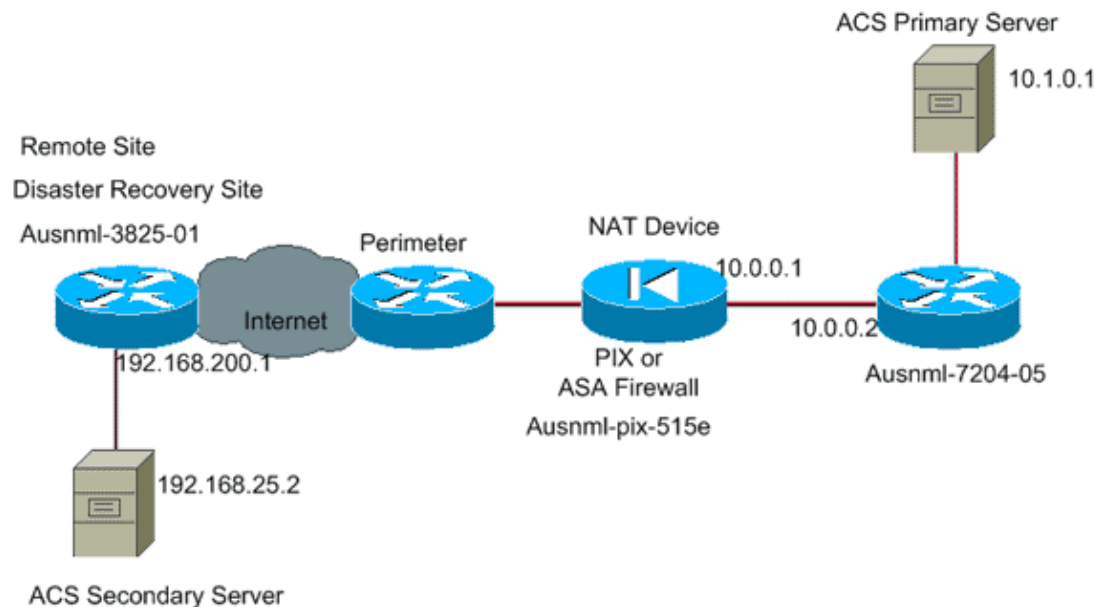 ACS Primary Server
10.1.0.1
Remote Site
Disaster Recovery Site
Ausnml-3825-01
Perimeter
NAT Device
10.0.0.1
Internet
10.0.0.2
192.168.200.1
PIX or
ASA Firewall
Ausnml-pix-515e
Ausnml-7204-05
192.168.25.2
ACS Secondary Server